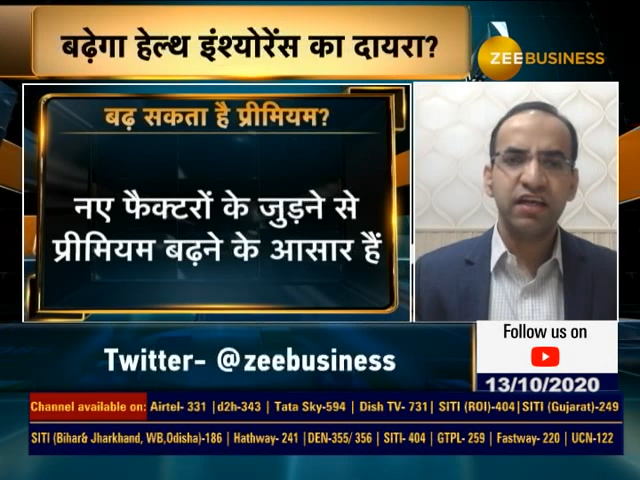 बढ़ेगा हेल्थ इंश्योरेंस का दायरा?
ZEEBUSINESS
बढ़ सकता है प्रीमियम?
नए फैक्टरों के जुड़ने से
प्रीमियम बढ़ने के आसार हैं
Twitter- @zeebusiness
Follow us on
13/10/2020
Channel available on: Airtel- 331 |d2h-343 | Tata Sky-594 | Dish TV- 731| SITI (ROI)-404|SITI (Gujarat)-249
SITI (Bihar& Jharkhand, WB,Odisha)-186 | Hathway- 241 |DEN-355/ 356 | SITI- 404 | GTPL- 259 | Fastway- 220 | UCN-122